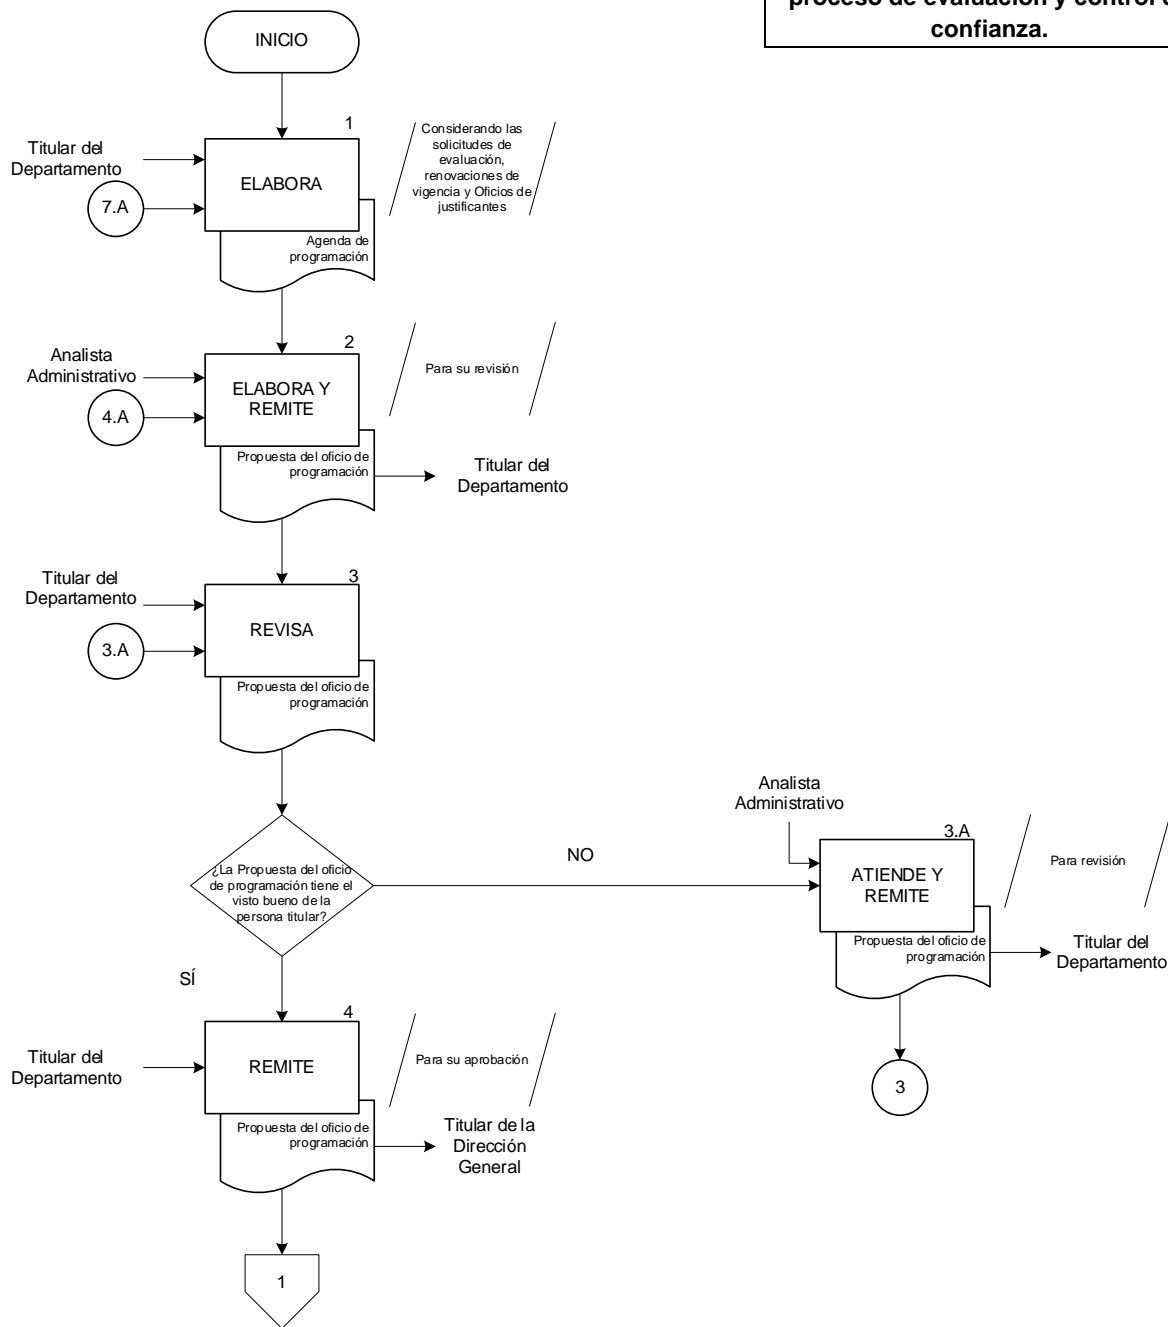 proceso de evaluación y control
confianza.
INICIO
1
Titular del
Departamento
7.A
ELABORA
Considerando las
solicitudes de
evaluación,
renovaciones de
vigencia y Oficios de
justificantes
Agenda de
programación
2
Analista
Administrativo
4.A
ELABORA Y
REMITE
Para su revisión
Propuesta del oficio de
programación
Titular del
Departamento
3
Titular del
Departamento
3.A
REVISA
Propuesta del oficio de
programación
¿La Propuesta del oficio
de programación tiene el
visto bueno de la
persona titular?
NO
SÍ
Analista
Administrativo
3.A
ATIENDE Y
REMITE
Para revisión
Propuesta del oficio de
programación
Titular del
Departamento
3
4
Titular del
Departamento
REMITE
Para su aprobación
Propuesta del oficio de
programación
Titular de la
Dirección
General
1